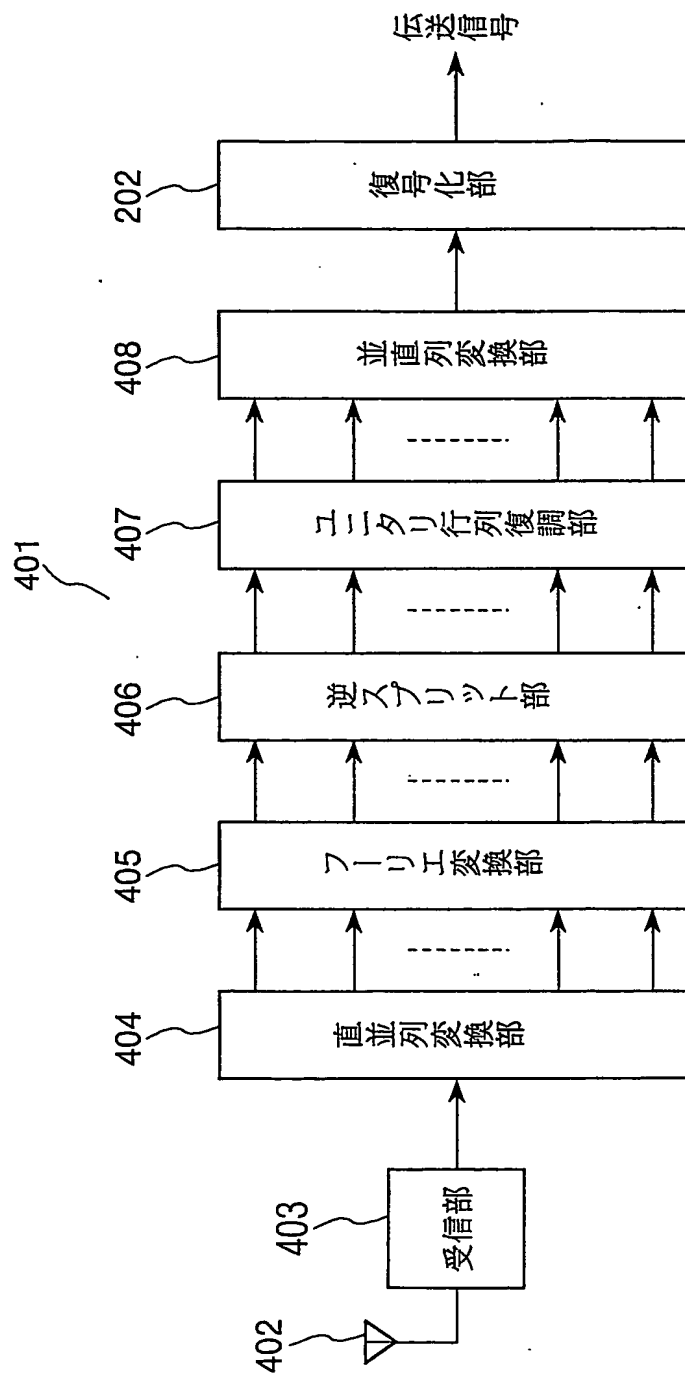 401
402
403
受信部
404
直並列変換部
405
フーリエ変換部
406
逆スプリット部
407
ユニタリ行列復調部
408
並直列変換部
202
復号化部
伝送信号